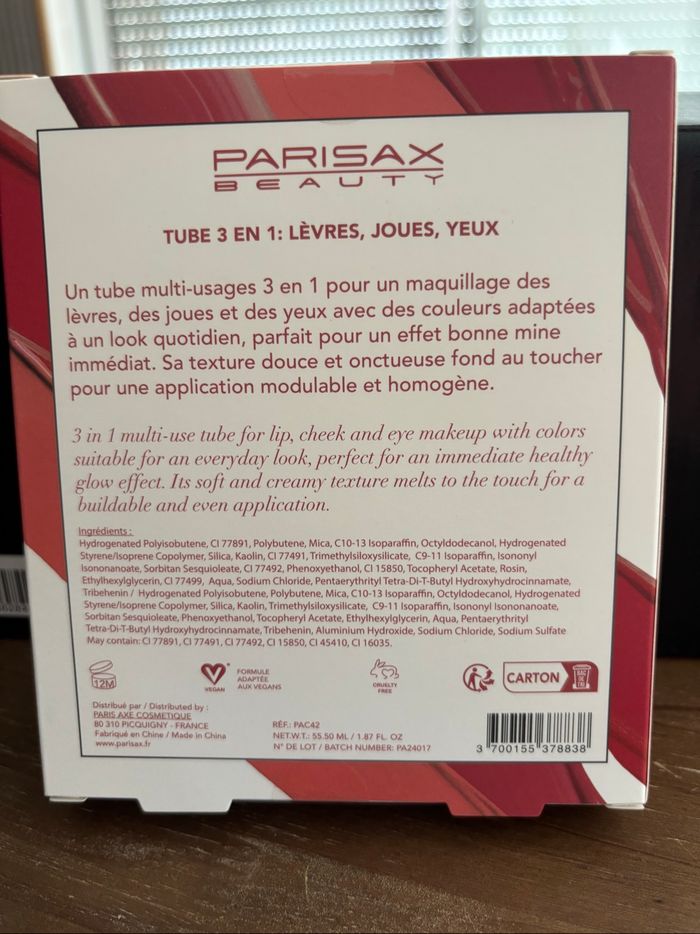 PARISAX
BEAUTY
TUBE 3 EN 1: LÈVRES, JOUES, YEUX
Un tube multi-usages 3 en 1 pour un maquillage des
lèvres, des joues et des yeux avec des couleurs adaptées
à un look quotidien, parfait pour un effet bonne mine
immédiat. Sa texture douce et onctueuse fond au toucher
pour une application modulable et homogène.
3 in 1 multi-use tube for lip, cheek and eye makeup with colors
suitable for an everyday look, perfect for an immediate healthy
glow effect. Its soft and creamy texture melts to the touch for a
buildable and even application.
Ingrédients :
Hydrogenated Polyisobutene, CI 77891, Polybutene, Mica, C10-13 Isoparaffin, Octyldodecanol, Hydrogenated
Styrene/Isoprene Copolymer, Silica, Kaolin, CI 77491, Trimethylsiloxysilicate, C9-11 Isoparaffin, Isononyl
Isononanoate, Sorbitan Sesquioleate, CI 77492, Phenoxyethanol, CI 15850, Tocopheryl Acetate, Rosin,
Ethylhexylglycerin, CI 77499, Aqua, Sodium Chloride, Pentaerythrityl Tetra-Di-T-Butyl Hydroxyhydrocinnamate,
Tribehenin / Hydrogenated Polyisobutene, Polybutene, Mica, C10-13 Isoparaffin, Octyldodecanol, Hydrogenated
Styrene/Isoprene Copolymer, Silica, Kaolin, Trimethylsiloxysilicate, C9-11 Isoparaffin, Isononyl Isononanoate,
Sorbitan Sesquioleate, Phenoxyethanol, Tocopheryl Acetate, Ethylhexylglycerin, Aqua, Pentaerythrityl
Tetra-Di-T-Butyl Hydroxyhydrocinnamate, Tribehenin, Aluminium Hydroxide, Sodium Chloride, Sodium Sulfate
May contain: CI 77891, CI 77491, CI 77492, CI 15850, CI 45410, CI 16035.
12M
VEGAN
FORMULE
ADAPTÉE
AUX VEGANS
CRUELTY
FREE
CARTON
BAC
DE TRI
Distribué par / Distributed by :
PARIS AXE COSMETIQUE
80 310 PICQUIGNY - FRANCE
Fabriqué en Chine / Made in China
www.parisax.fr
RÉF.: PAC42
NET.WT.: 55.50 ML / 1.87 FL. OZ
N° DE LOT / BATCH NUMBER: PA24017
3 700155 378838